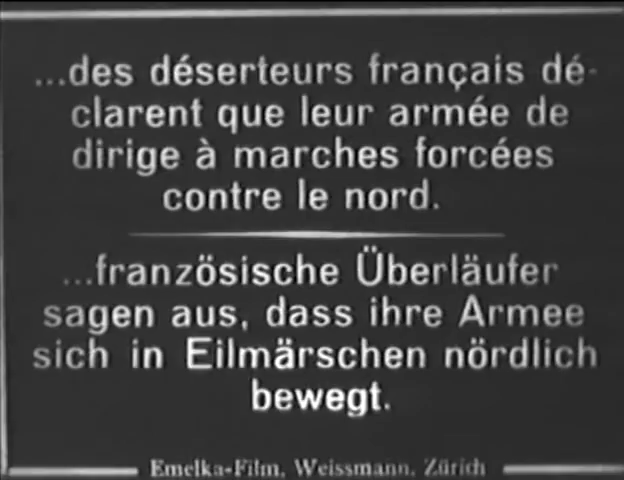 ...des déserteurs français dé-
clarent que leur armée de
dirige à marches forcées
contre le nord.
...französische Überläufer
sagen aus, dass ihre Armee
sich in Eilmärschen nördlich
bewegt.
Emelka-Film, Weissmann, Zürich